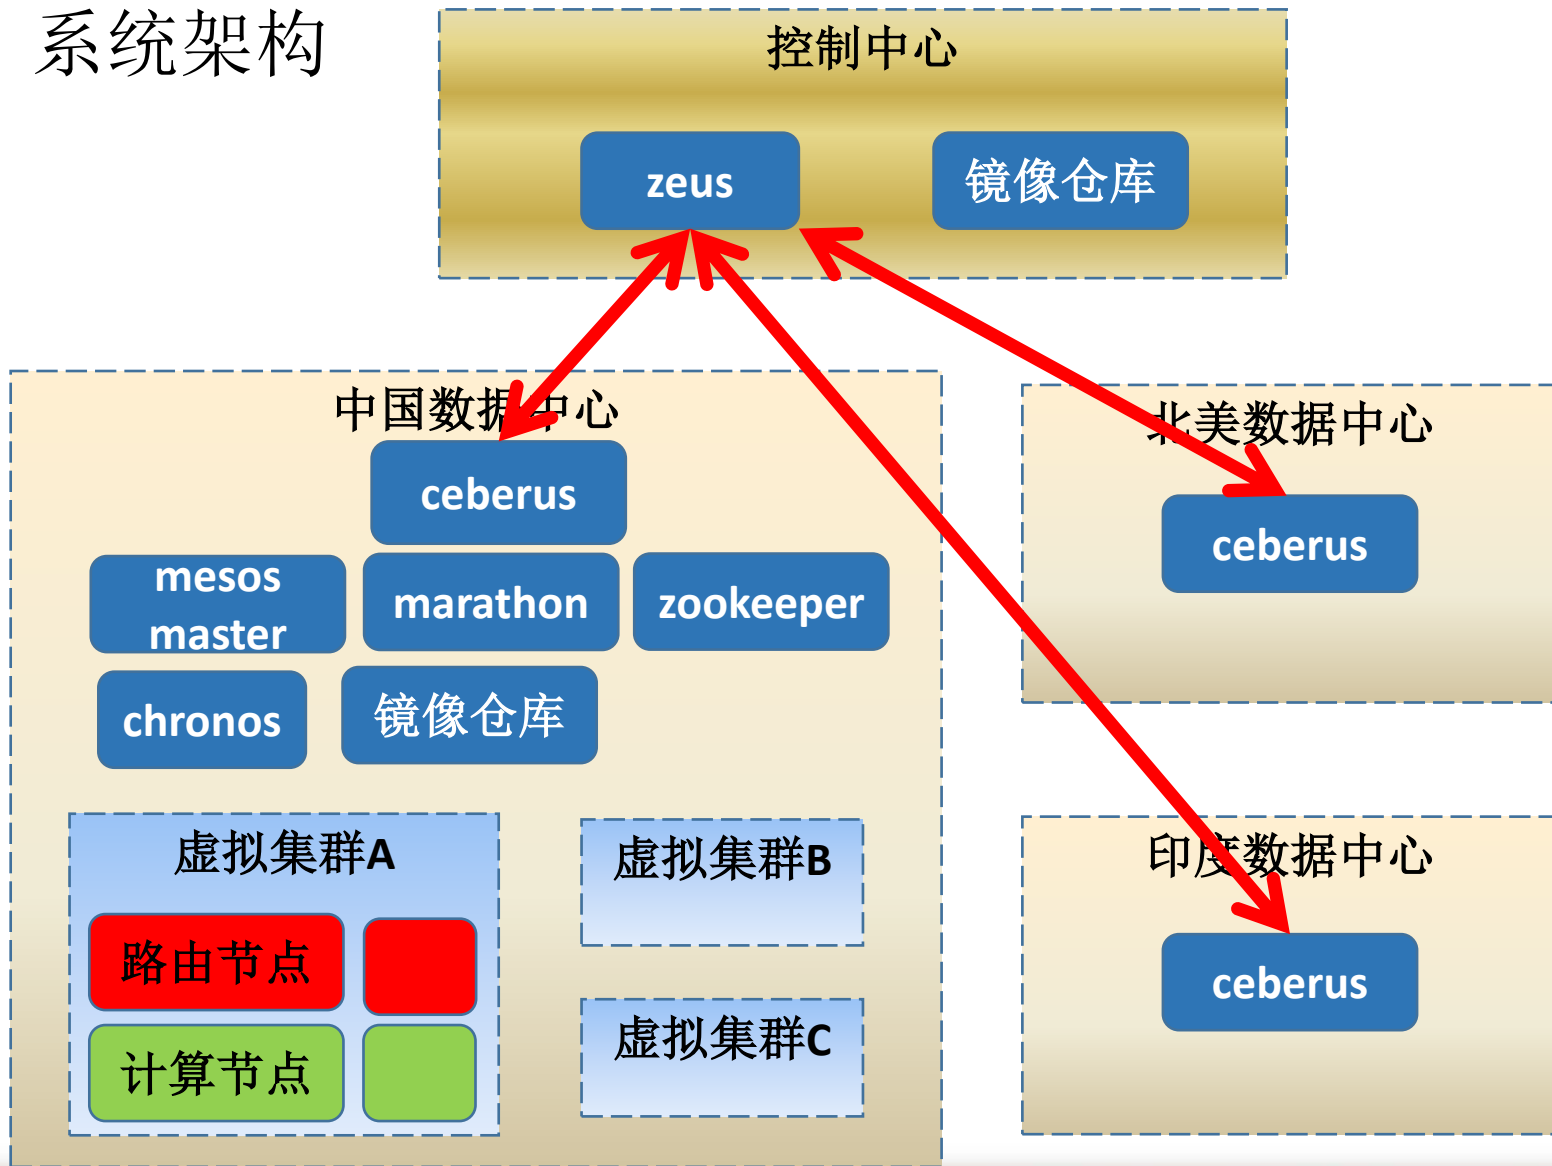 系统架构
控制中心
zeus
镜像仓库
中国数据中心
ceberus
mesos
master
marathon
zookeeper
chronos
镜像仓库
虚拟集群A
路由节点
计算节点
虚拟集群B
虚拟集群C
北美数据中心
ceberus
印度数据中心
ceberus